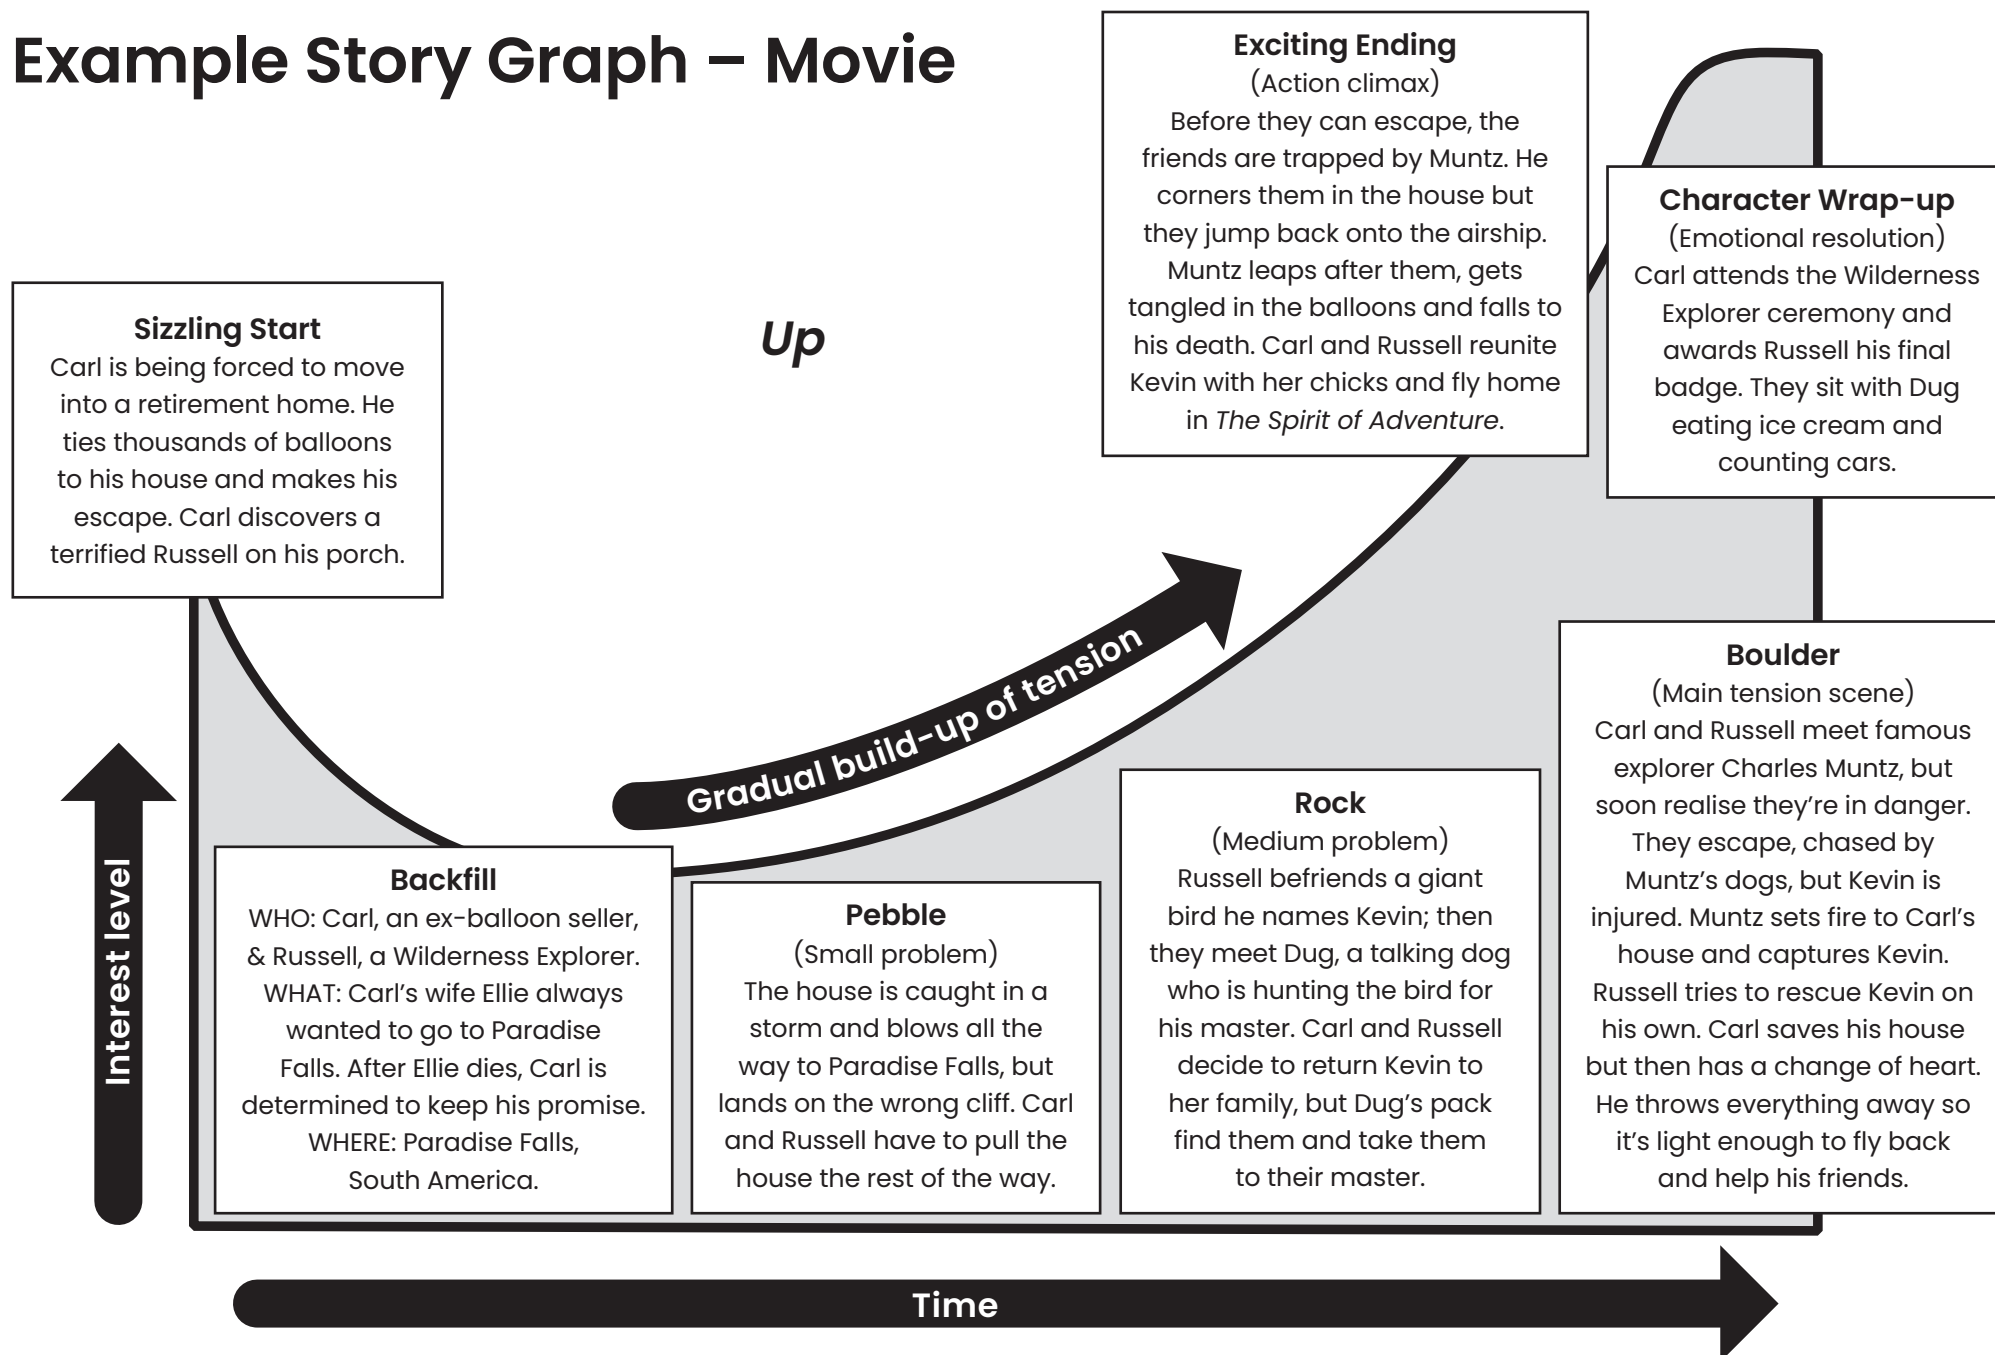 Example Story Graph – Movie
Up
Sizzling Start
Carl is being forced to move
into a retirement home. He
ties thousands of balloons
to his house and makes his
escape. Carl discovers a
terrified Russell on his porch.
Backfill
WHO: Carl, an ex-balloon seller,
& Russell, a Wilderness Explorer.
WHAT: Carl’s wife Ellie always
wanted to go to Paradise
Falls. After Ellie dies, Carl is
determined to keep his promise.
WHERE: Paradise Falls,
South America.
Pebble
(Small problem)
The house is caught in a
storm and blows all the
way to Paradise Falls, but
lands on the wrong cliff. Carl
and Russell have to pull the
house the rest of the way.
Rock
(Medium problem)
Russell befriends a giant
bird he names Kevin; then
they meet Dug, a talking dog
who is hunting the bird for
his master. Carl and Russell
decide to return Kevin to
her family, but Dug’s pack
find them and take them
to their master.
Boulder
(Main tension scene)
Carl and Russell meet famous
explorer Charles Muntz, but
soon realise they’re in danger.
They escape, chased by
Muntz’s dogs, but Kevin is
injured. Muntz sets fire to Carl’s
house and captures Kevin.
Russell tries to rescue Kevin on
his own. Carl saves his house
but then has a change of heart.
He throws everything away so
it’s light enough to fly back
and help his friends.
Exciting Ending
(Action climax)
Before they can escape, the
friends are trapped by Muntz. He
corners them in the house but
they jump back onto the airship.
Muntz leaps after them, gets
tangled in the balloons and falls to
his death. Carl and Russell reunite
Kevin with her chicks and fly home
in The Spirit of Adventure.
Character Wrap-up
(Emotional resolution)
Carl attends the Wilderness
Explorer ceremony and
awards Russell his final
badge. They sit with Dug
eating ice cream and
counting cars.
Gradual build-up of tension
Interest level
Time